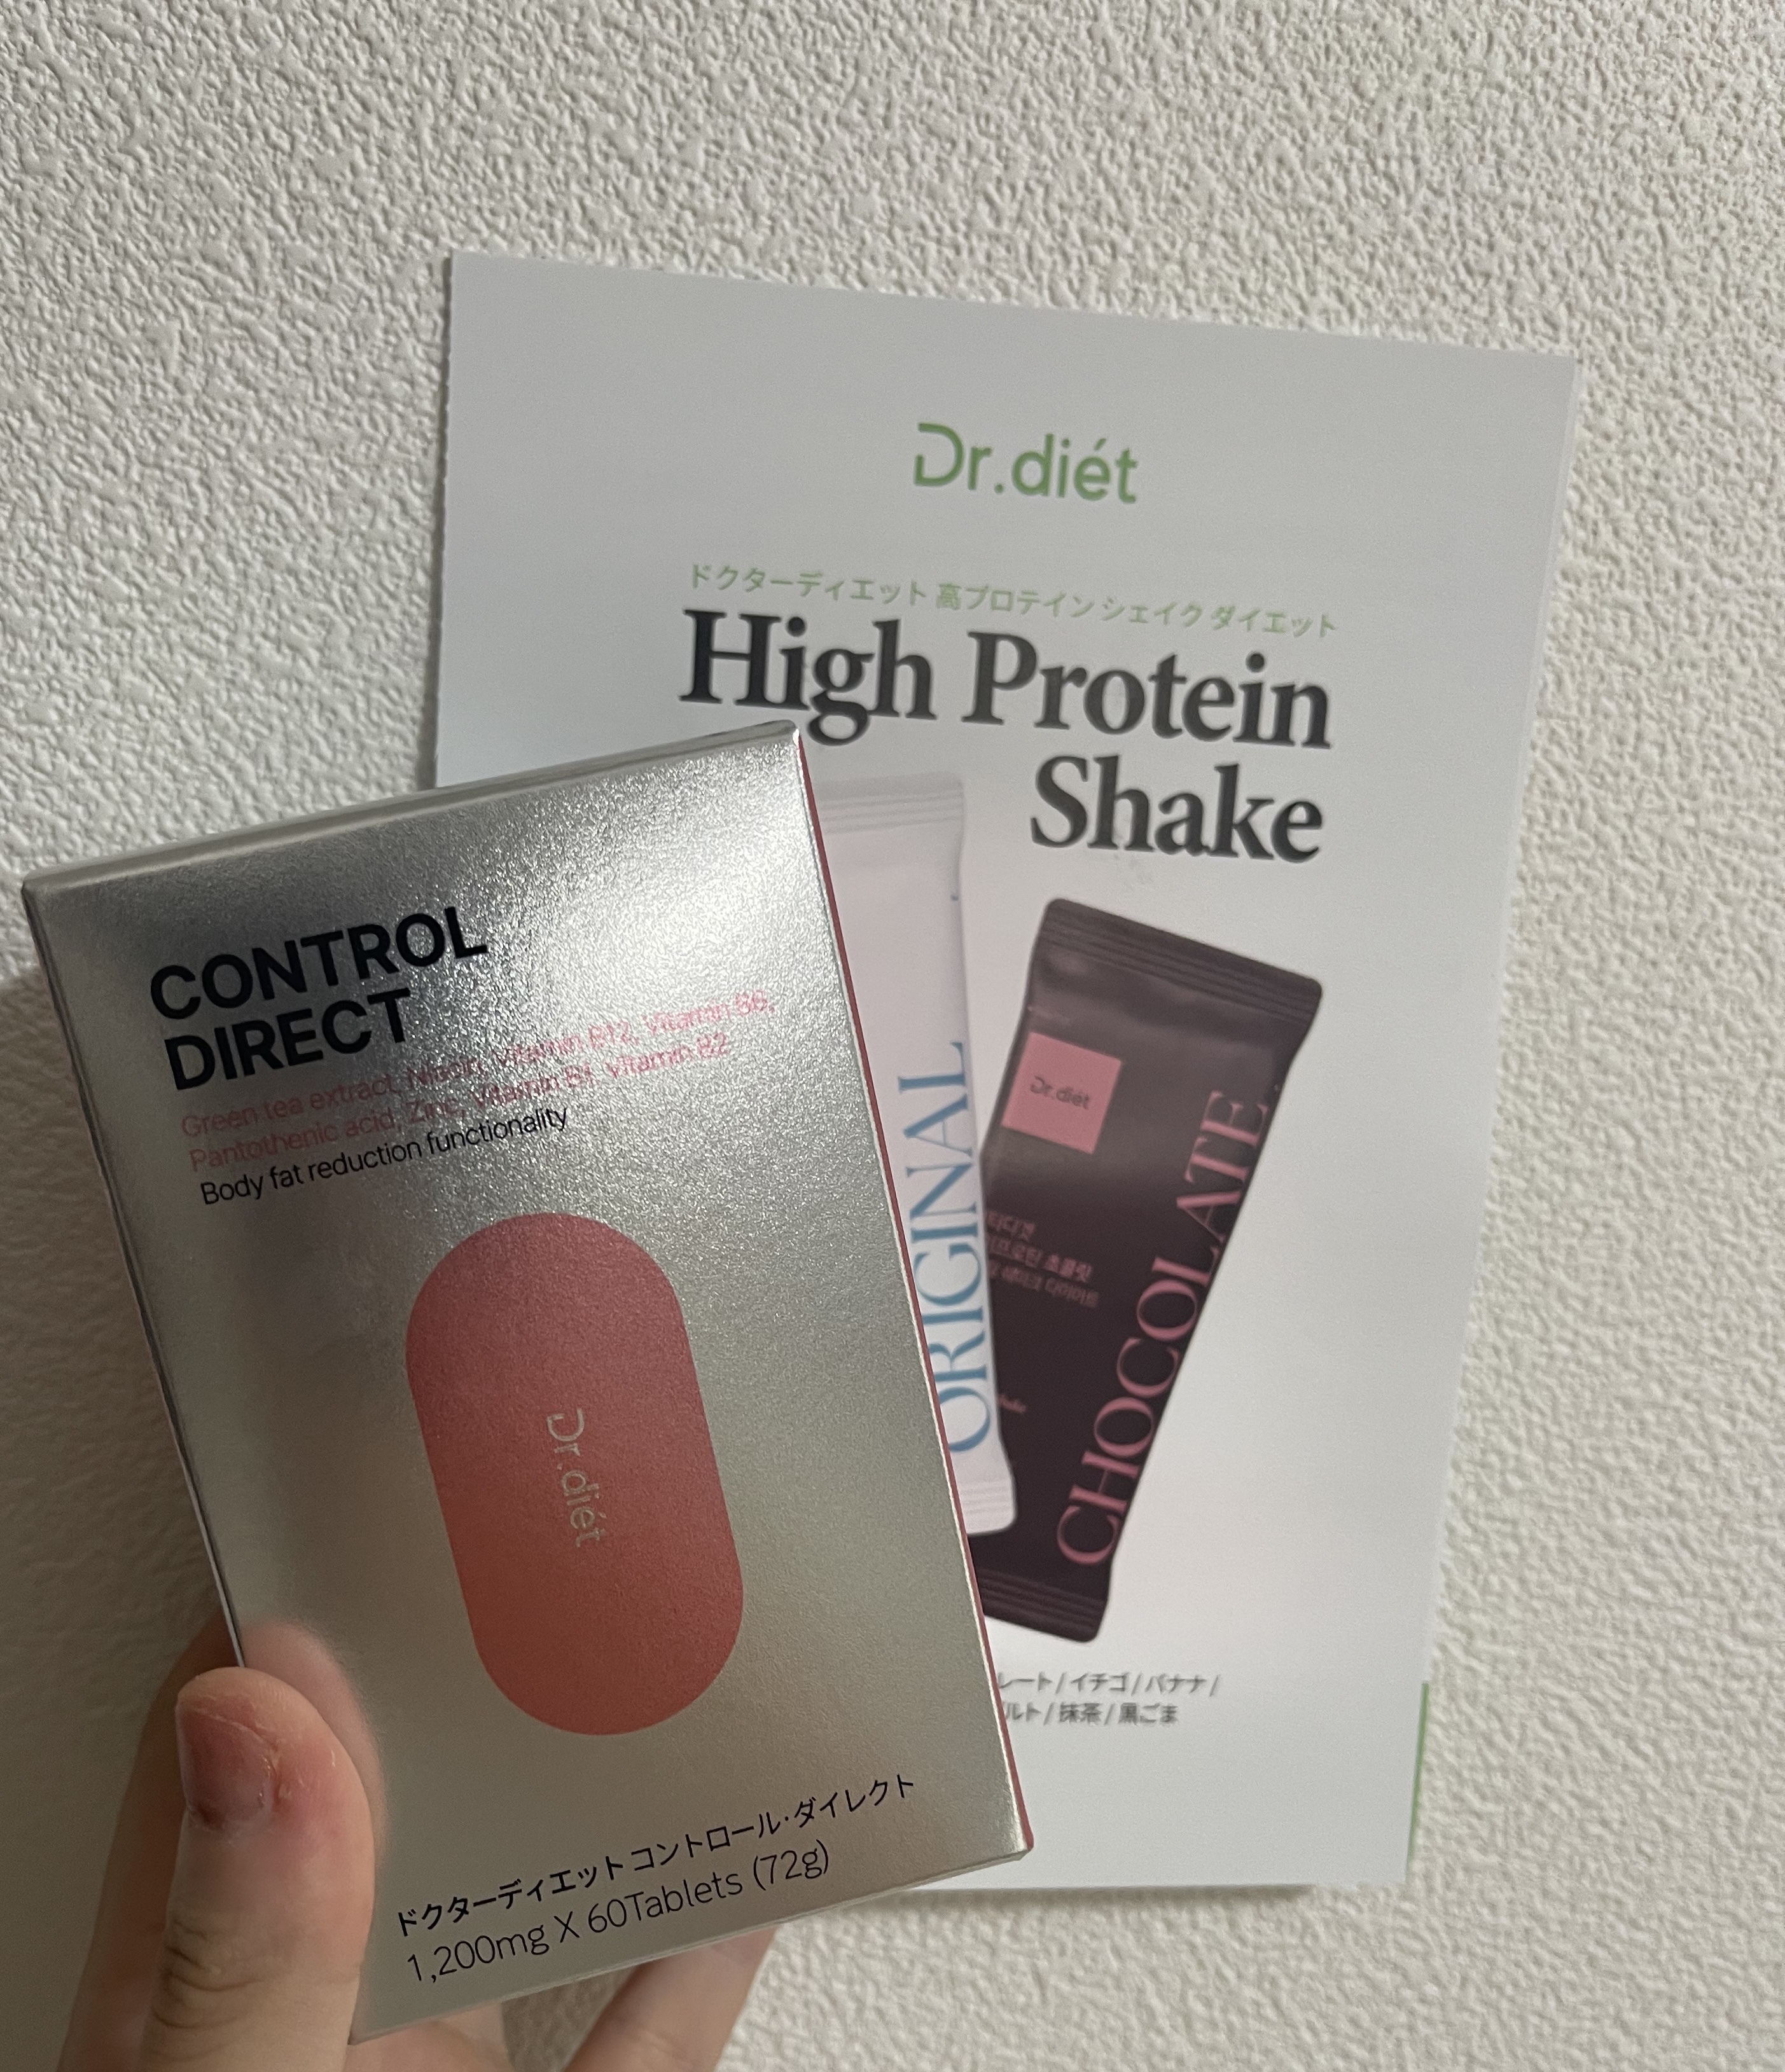 Dr.diét
ドクターディエット 高プロテイン シェイク ダイエット
High Protein
Shake
ORIGINAL
Dr.diét
초콜릿
CHOCOLATE
レート / イチゴ / バナナ /
ルト / 抹茶 / 黒ごま
CONTROL
DIRECT
Green tea extract, Niacin, Vitamin B12, Vitamin B6,
Pantothenic acid, Zinc, Vitamin B1, Vitamin B2
Body fat reduction functionality
Dr.diét
ドクターディエット コントロール·ダイレクト
1,200mg X 60Tablets (72g)